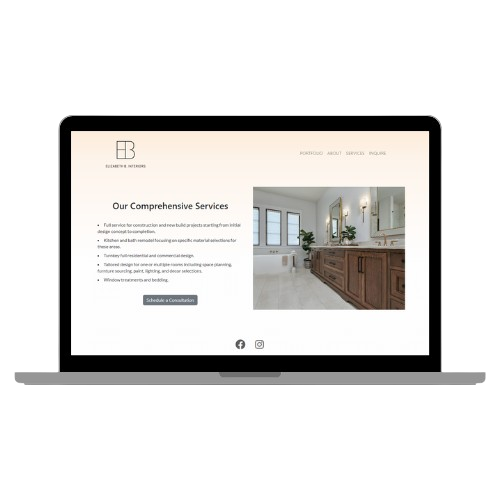 EB
ELIZABETH B. INTERIORS
PORTFOLIO ABOUT SERVICES INQUIRE
Our Comprehensive Services
• Full service for construction and new build projects starting from initial
design concept to completion.
• Kitchen and bath remodel focusing on specific material selections for
these areas.
• Turnkey full residential and commercial design.
• Tailored design for one or multiple rooms including space planning,
furniture sourcing, paint, lighting, and decor selections.
• Window treatments and bedding.
Schedule a Consultation